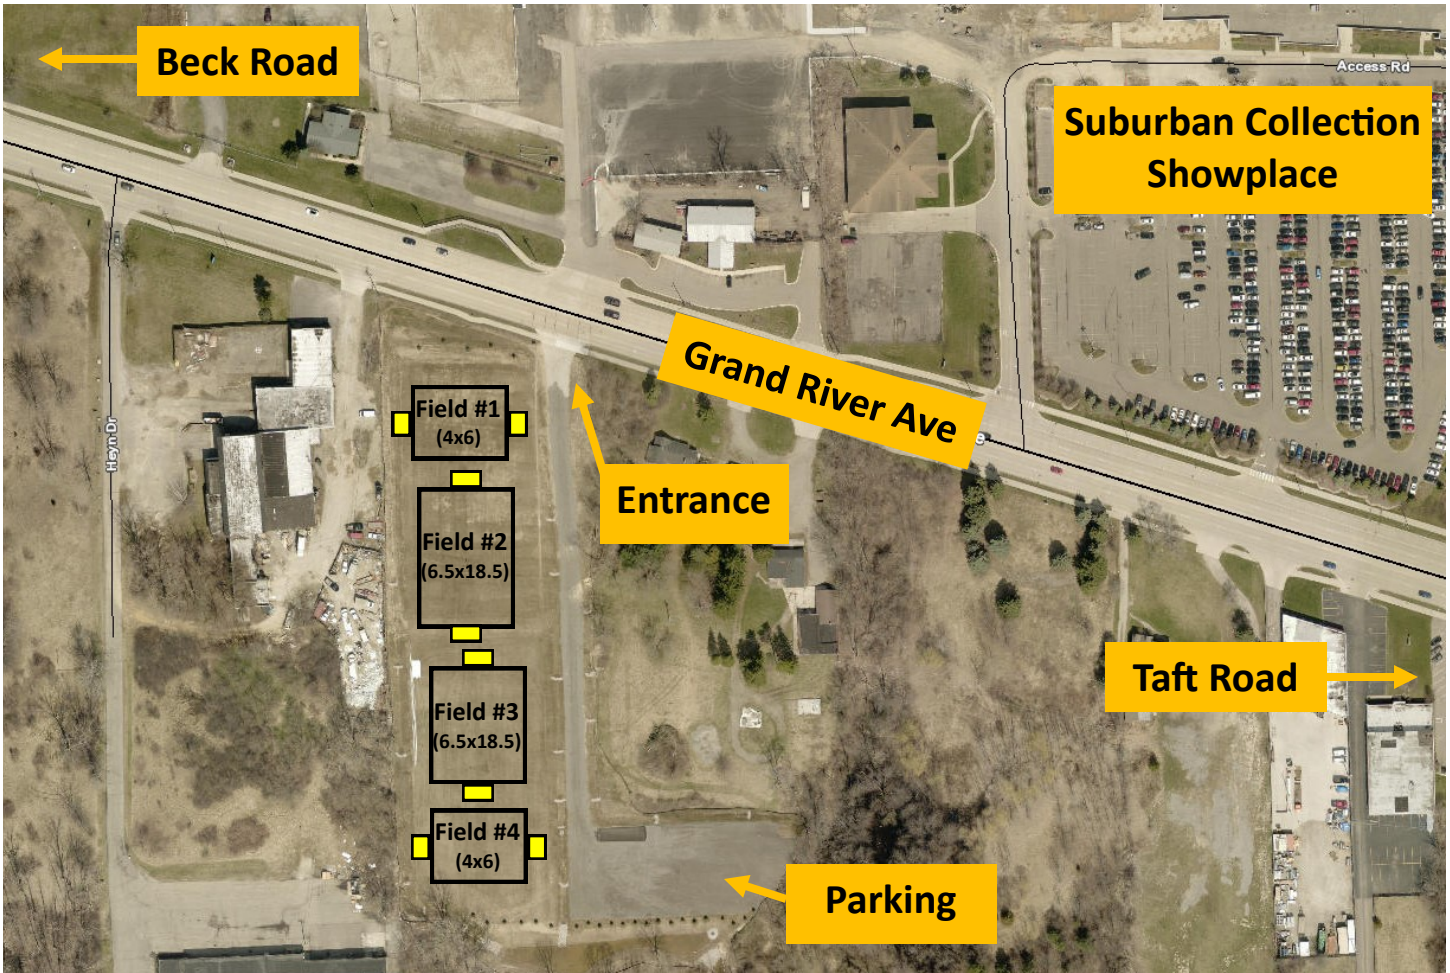 Beck Road
Access Rd
Suburban Collection
Showplace
Grand River Ave
e
Heyn Dr
Field #1
(4x6)
Entrance
Field #2
(6.5x18.5)
Field #3
(6.5x18.5)
Taft Road
Field #4
(4x6)
Parking